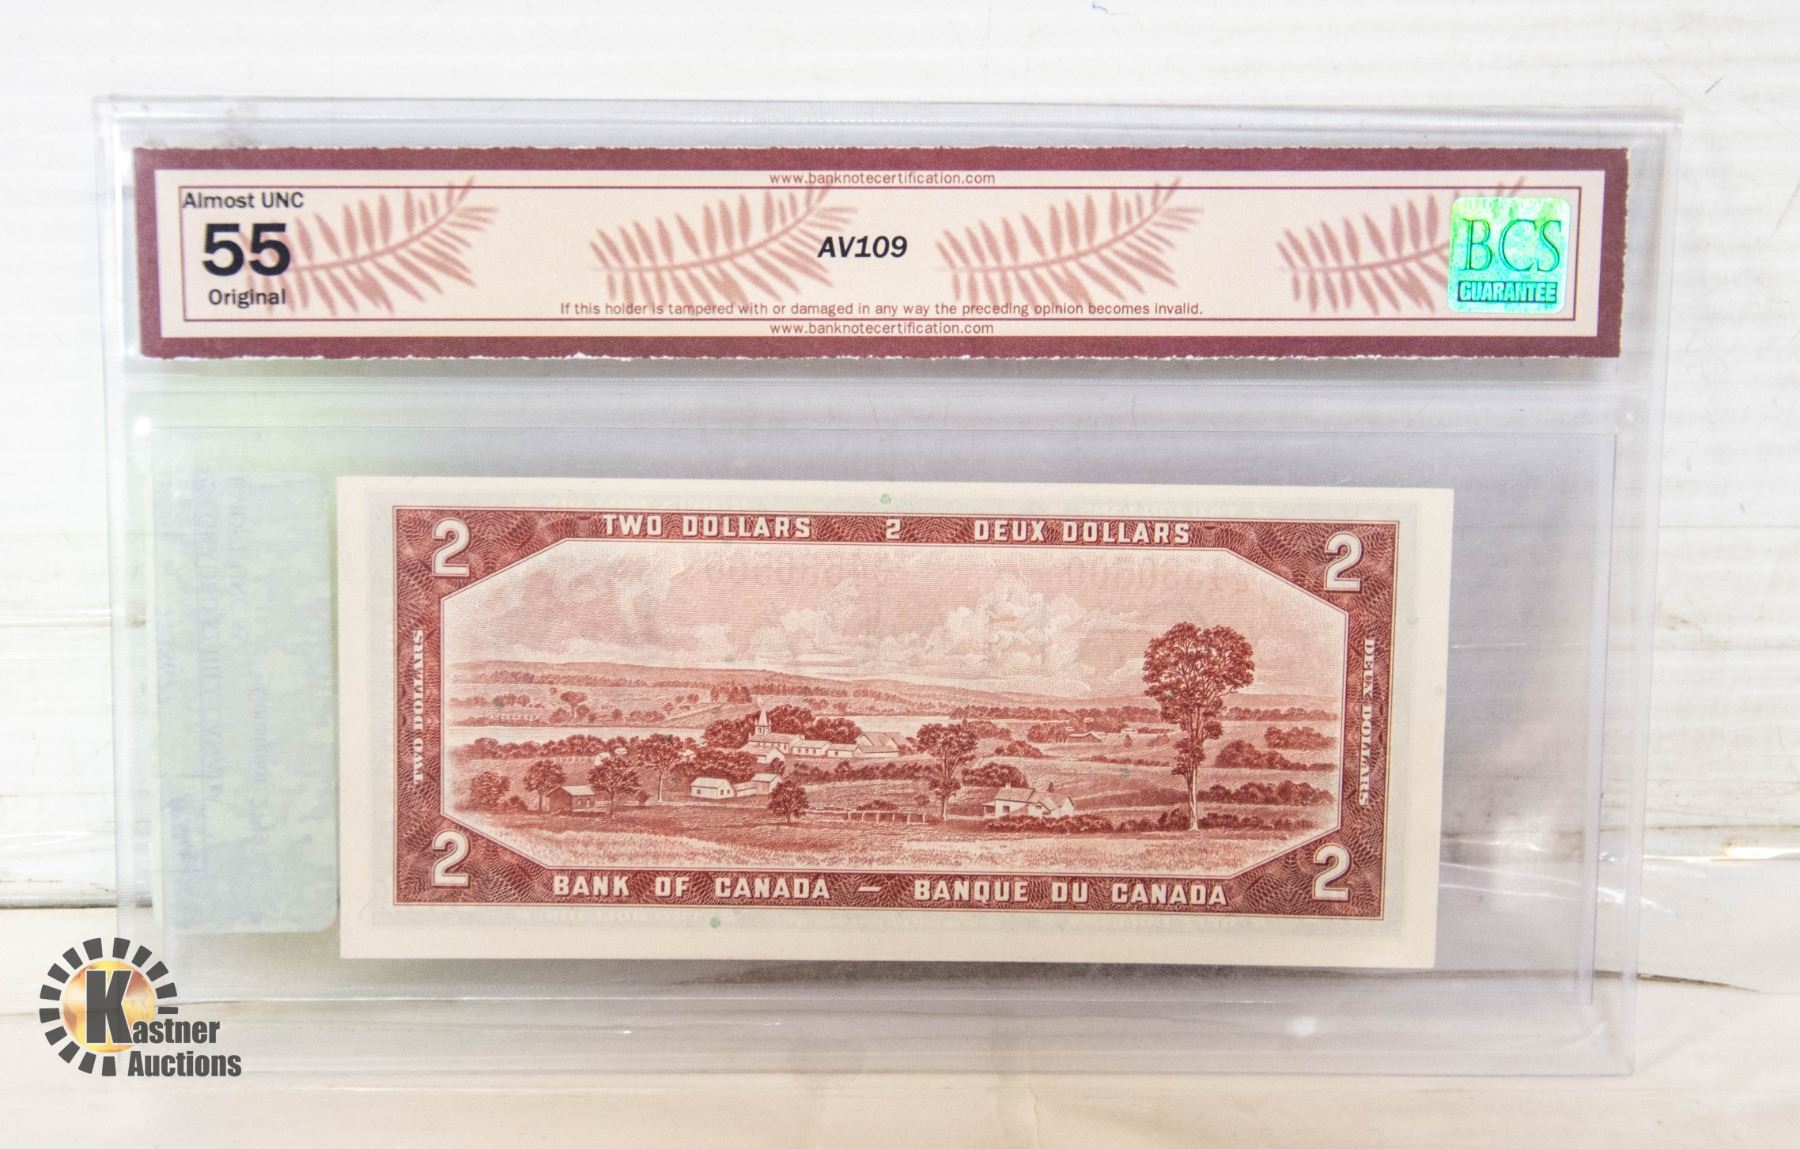 www.banknotecertification.com
Almost UNC
55
Original
AV109
BCS
GUARANTEE
If this holder is tampered with or damaged in any way the preceding opinion becomes invalid.
www.banknotecertification.com
2 TWO DOLLARS 2 DEUX DOLLARS 2
TWO DOLLARS
DEUX DOLLARS
2 BANK OF CANADA — BANQUE DU CANADA 2
Kastner
Auctions